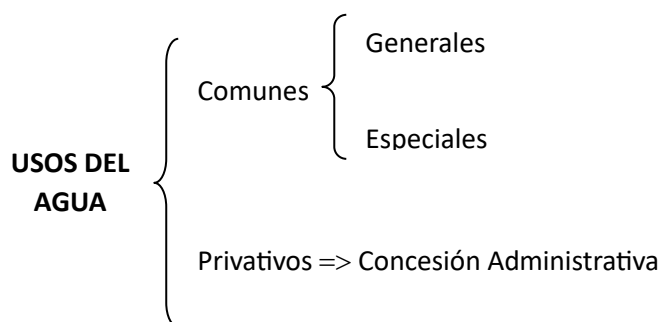 Generales
Comunes
Especiales
USOS DEL
AGUA
Privativos => Concesión Administrativa